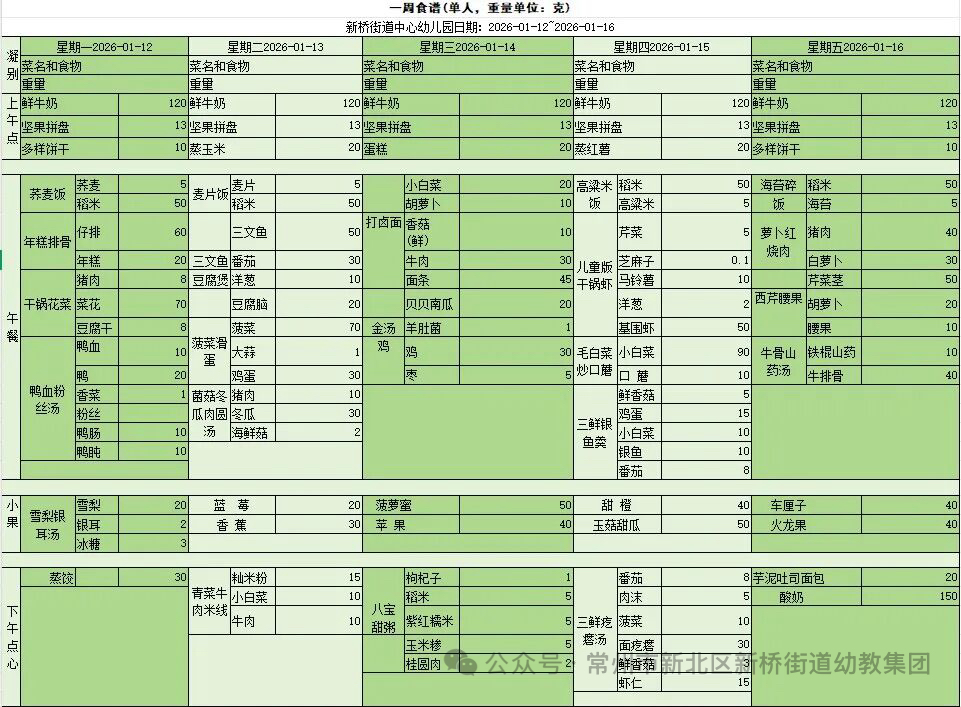 一周食谱(单人，重量单位：克)
新桥街道中心幼儿园日期：2026-01-12~2026-01-16
凝别 星期一2026-01-12 星期二2026-01-13 星期三2026-01-14 星期四2026-01-15 星期五2026-01-16
菜名和食物 菜名和食物 菜名和食物 菜名和食物 菜名和食物
重量 重量 重量 重量 重量
上午点
鲜牛奶 120 鲜牛奶 120 鲜牛奶 120 鲜牛奶 120 鲜牛奶 120
坚果拼盘 13 坚果拼盘 13 坚果拼盘 13 坚果拼盘 13 坚果拼盘 13
多样饼干 10 蒸玉米 20 蛋糕 20 蒸红薯 20 多样饼干 10
午餐
荞麦饭
荞麦 5
稻米 50
年糕排骨
仔排 60
年糕 20
干锅花菜
猪肉 8
菜花 70
豆腐干 8
鸭血粉丝汤
鸭血 10
鸭 20
香菜 1
粉丝
鸭肠 10
鸭肫 10
麦片饭
麦片 5
稻米 50
三文鱼豆腐煲
三文鱼 50
番茄 30
洋葱 10
豆腐脑 20
菠菜滑蛋
菠菜 70
大蒜 1
鸡蛋 30
菌菇冬瓜肉圆汤
猪肉 10
冬瓜 30
海鲜菇 2
打卤面
小白菜 20
胡萝卜 10
香菇(鲜) 10
牛肉 30
面条 45
金汤鸡
贝贝南瓜 20
羊肚菌 1
鸡 30
枣 5
高粱米饭
稻米 50
高粱米 5
儿童版干锅虾
芹菜 5
芝麻子 0.1
马铃薯 10
洋葱 2
基围虾 50
毛白菜炒口蘑
小白菜 90
口 蘑 10
三鲜银鱼羹
鲜香菇 5
鸡蛋 15
小白菜 10
银鱼 10
番茄 8
海苔碎饭
稻米 50
海苔 5
萝卜红烧肉
猪肉 40
白萝卜 30
西芹腰果
芹菜茎 50
胡萝卜 20
腰果 10
牛骨山药汤
铁棍山药 10
牛排骨 40
小果
雪梨银耳汤
雪梨 20
银耳 2
冰糖 3
蓝 莓 20
香 蕉 30
菠萝蜜 50
苹 果 40
甜 橙 40
玉菇甜瓜 50
车厘子 40
火龙果 40
下午点心
蒸饺 30
青菜牛肉米线
籼米粉 15
小白菜 10
牛肉 10
八宝甜粥
枸杞子 1
稻米 5
紫红糯米 5
玉米糁 5
桂圆肉 2
三鲜疙瘩汤
番茄 8
肉沫 5
菠菜 10
面疙瘩 30
鲜香菇 3
虾仁 15
芋泥吐司面包 20
酸奶 150
公众号·常州市新北区新桥街道幼教集团